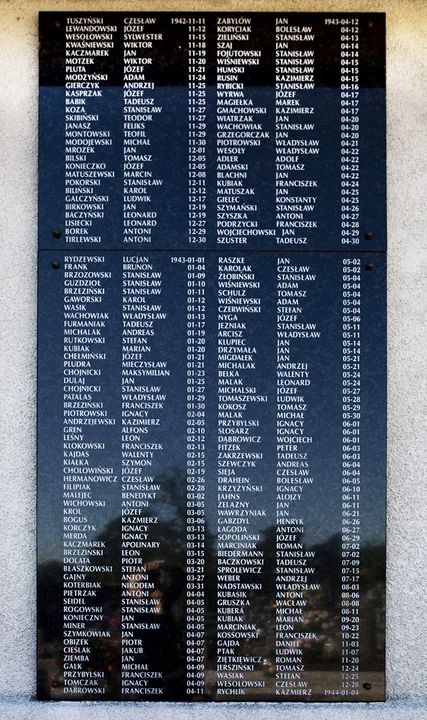 TUSZYŃSKI CZESŁAW 1942-11-11
LEWANDOWSKI JÓZEF 11-12
WESOŁOWSKI SYLWESTER 11-15
KWAŚNIEWSKI WIKTOR 11-18
KACZMAREK JAN 11-19
MOTZEK WIKTOR 11-20
PLUTA JÓZEF 11-21
MODZYŃSKI ADAM 11-24
GIERCZYK ANDRZEJ 11-25
KASPRZAK JÓZEF 11-25
BABIK TADEUSZ 11-25
KOZA STANISŁAW 11-27
SKIBIŃSKI TEODOR 11-27
JANASZ FELIKS 11-29
MONTOWSKI TEOFIL 11-29
MODOJEWSKI MICHAŁ 11-30
MROZEK JAN 12-01
BILSKI TOMASZ 12-05
KONIECZKO JÓZEF 12-05
MATUSZEWSKI MARCIN 12-08
POKORSKI STANISŁAW 12-11
BILIŃSKI KAROL 12-12
GALCZYŃSKI LUDWIK 12-17
BIRKOWSKI JAN 12-19
BACZYŃSKI LEONARD 12-19
LISIECKI LEONARD 12-27
BOREK ANTONI 12-29
TIRLEWSKI ANTONI 12-30
ZABYLÓW JAN 1943-04-12
KORYCIAK BOLESŁAW 04-12
ZIELIŃSKI STANISŁAW 04-13
SZAJ JAN 04-14
FOJUTOWSKI STANISŁAW 04-14
WIŚNIEWSKI STANISŁAW 04-15
HUMSKI STANISŁAW 04-15
RUSIN KAZIMIERZ 04-15
RYBICKI STANISŁAW 04-16
WYRWA JÓZEF 04-17
MAGIEŁKA MAREK 04-17
GMACHOWSKI KAZIMIERZ 04-17
WIATRZAK JAN 04-20
WACHOWIAK STANISŁAW 04-20
GRZEGORCZAK JAN 04-20
PIOTROWSKI WŁADYSŁAW 04-21
WESOŁY WŁADYSŁAW 04-22
ADLER ADOLF 04-22
ADAMSKI TOMASZ 04-22
BLACHNI JAN 04-22
KUBIAK FRANCISZEK 04-24
MATUSZAK JAN 04-25
GIELEC KONSTANTY 04-25
SZYMAŃSKI STANISŁAW 04-26
SZYSZKA ANTONI 04-27
PODRZYCKI FRANCISZEK 04-28
WOJCIECHOWSKI JAN 04-29
SZUSTER TADEUSZ 04-30
RYDZEWSKI LUCJAN 1943-01-01
FRANK BRUNON 01-04
BRZOZOWSKI STANISŁAW 01-09
GUZDZIOŁ STANISŁAW 01-10
BRZEZIŃSKI STANISŁAW 01-11
GAWORSKI KAROL 01-12
WASIK STANISŁAW 01-12
WACHOWIAK WŁADYSŁAW 01-13
FURMANIAK TADEUSZ 01-17
MICHALAK ANDREAS 01-19
RUTKOWSKI STEFAN 01-20
KUBIAK MARIAN 01-20
CHEŁMIŃSKI JÓZEF 01-21
PLUDRA MIECZYSŁAW 01-21
CHOJNICKI MAKSYMILIAN 01-23
DULAJ JAN 01-25
CHOJNICKI STANISŁAW 01-27
PATALAS WŁADYSŁAW 01-29
BRZEZIŃSKI FRANCISZEK 01-30
PIOTROWSKI IGNACY 02-04
ANDRZEJEWSKI KAZIMIERZ 02-05
GREN ALFONS 02-10
LEŚNY LEON 02-12
KLOKOWSKI FRANCISZEK 02-13
KAJDAS WALENTY 02-15
KIAŁKA SZYMON 02-15
CHOLOWIŃSKI JÓZEF 02-19
HERMANOWICZ CZESŁAW 02-26
FILIPIAK STANISŁAW 02-28
MALEJEC BENEDYKT 03-02
WICHOWSKI ANTONI 03-05
KROL JÓZEF 03-05
BOGUS KAZIMIERZ 03-06
KORCZYK IGNACY 03-13
MERDA IGNACY 03-13
KACZMAREK APOLINARY 03-14
BRZEZIŃSKI LEON 03-15
DOLATA PIOTR 03-20
BŁASZKOWSKI STEFAN 03-21
GAJNY ANTONI 03-27
KOTERBIAK NIKODEM 03-31
PIETRZAK ANTONI 04-04
SEIDEL STANISŁAW 04-05
ROGOWSKI STANISŁAW 04-05
KONIECZNY JAN 04-05
MINER STANISŁAW 04-05
SZYMKOWIAK JAN 04-07
OBIZEK PIOTR 04-07
CIEŚLAK JAKUB 04-07
ZIEMBA JAN 04-07
GALK MICHAŁ 04-09
PRZYBYLSKI FRANCISZEK 04-09
TOMCZAK IGNACY 04-09
DABROWSKI FRANCISZEK 04-11
RASZKE JAN 05-02
KAROLAK CZESŁAW 05-02
ŻŁOBIŃSKI STANISŁAW 05-04
WIŚNIEWSKI ADAM 05-04
SCHULZ TOMASZ 05-04
WIŚNIEWSKI ADAM 05-04
CZERWIŃSKI STEFAN 05-04
NYGA JÓZEF 05-06
JEZNIAK STANISŁAW 05-11
ARCISZ WŁADYSŁAW 05-11
KLUPIEC JAN 05-14
DRZYMAŁA JAN 05-14
MIGDAŁEK JAN 05-21
MICHALAK ANDRZEJ 05-21
BEŁKA WALENTY 05-24
MALAK LEONARD 05-24
MICHALSKI JÓZEF 05-27
TOMASZEWSKI LUDWIK 05-28
KOKOSZ TOMASZ 05-29
MALAK MICHAŁ 05-30
PRZYBYLSKI IGNACY 06-01
SLOSARZ IGNACY 06-01
DĄBROWICZ WOJCIECH 06-01
FITZEK PETER 06-03
ZAKRZEWSKI TADEUSZ 06-03
SZEWCZYK ANDREAS 06-04
SIEJA CZESŁAW 06-04
DRAHEIN BOLESŁAW 06-05
KRZYŻYŃSKI IGNACY 06-10
JAHNS ALOJZY 06-11
ŻELAZNY JAN 06-11
WAWRZYNIAK JAN 06-21
GABZDYL HENRYK 06-26
ŁAGODA ANTONI 06-27
SOPOLIŃSKI JÓZEF 06-29
MARCINIAK ROMAN 07-02
BIEDERMANN STANISŁAW 07-02
BACZKOWSKI TADEUSZ 07-09
SPROLEWICZ STANISŁAW 07-15
WEBER ANDRZEJ 07-17
NADSTAWSKI WŁADYSŁAW 08-03
KUBASIK ANTONI 08-06
GRUSZKA WACŁAW 08-08
KUBERA MICHAŁ 08-11
KUBIAK MARIAN 09-20
MARCINIAK LEON 09-23
KOSSOWSKI FRANCISZEK 10-22
GAJDA DANIEL 11-03
PTAK LUDWIK 11-07
ZIĘTKIEWICZ ROMAN 11-20
JERSZIŃSKI TOMASZ 12-24
WASIAK STEFAN 12-25
WESOŁOWSKI CZESŁAW 12-28
RYCHLIK KAZIMIERZ 1944-01-04